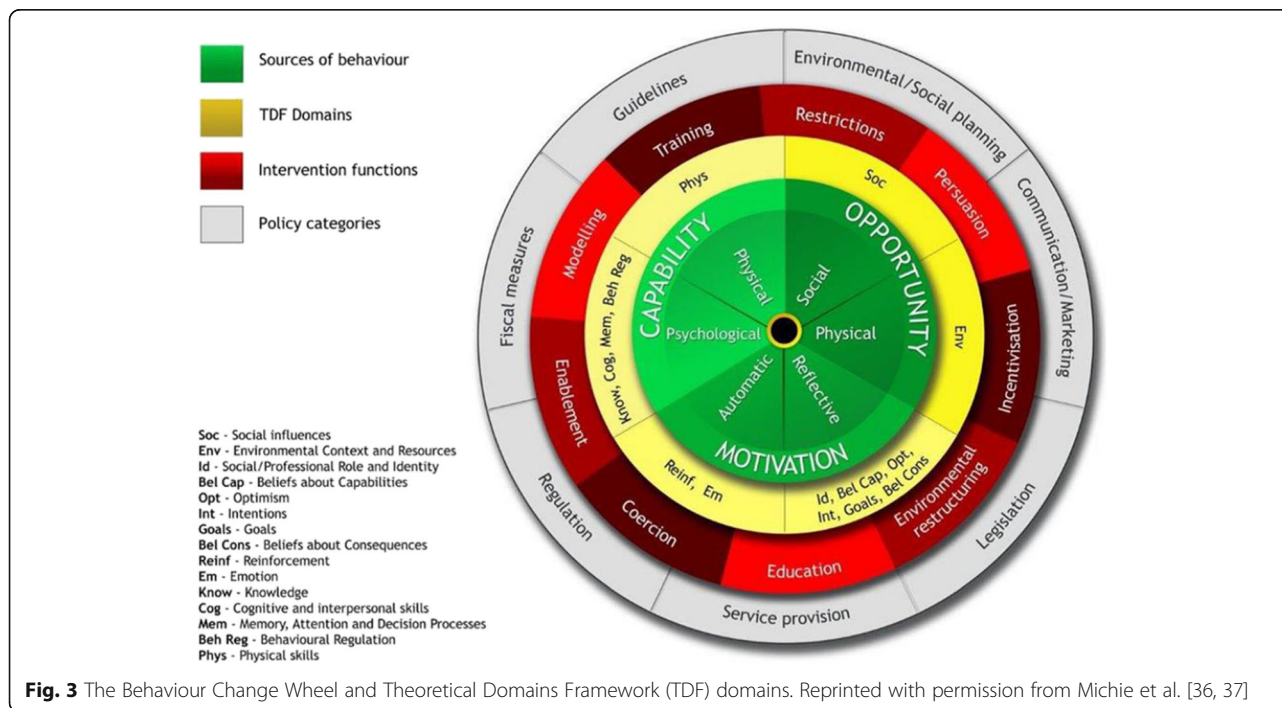 Sources of behaviour
TDF Domains
Intervention functions
Policy categories
Guidelines
Environmental/Social planning
Communication/Marketing
Legislation
Service provision
Regulation
Fiscal measures
Training
Restrictions
Persuasion
Incentivisation
Environmental
restructuring
Education
Coercion
Enablement
Modelling
Phys
Soc
Env
Id, Bel Cap, Opt,
Int, Goals, Bel Cons
Reinf, Em
Know, Cog, Mem, Beh Reg
CAPABILITY
OPPORTUNITY
MOTIVATION
Physical
Social
Physical
Reflective
Automatic
Psychological
Soc - Social influences
Env - Environmental Context and Resources
Id - Social/Professional Role and Identity
Bel Cap - Beliefs about Capabilities
Opt - Optimism
Int - Intentions
Goals - Goals
Bel Cons - Beliefs about Consequences
Reinf - Reinforcement
Em - Emotion
Know - Knowledge
Cog - Cognitive and interpersonal skills
Mem - Memory, Attention and Decision Processes
Beh Reg - Behavioural Regulation
Phys - Physical skills
Fig. 3 The Behaviour Change Wheel and Theoretical Domains Framework (TDF) domains. Reprinted with permission from Michie et al. [36, 37]